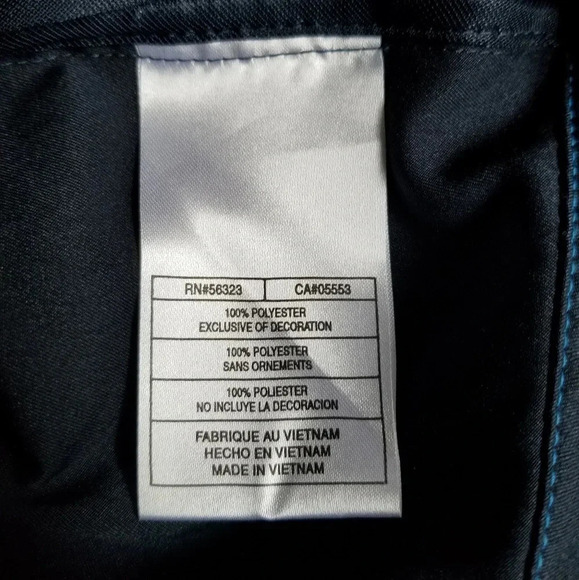 RN#56323 CA#05553
100% POLYESTER
EXCLUSIVE OF DECORATION
100% POLYESTER
SANS ORNEMENTS
100% POLIESTER
NO INCLUYE LA DECORACION
FABRIQUE AU VIETNAM
HECHO EN VIETNAM
MADE IN VIETNAM